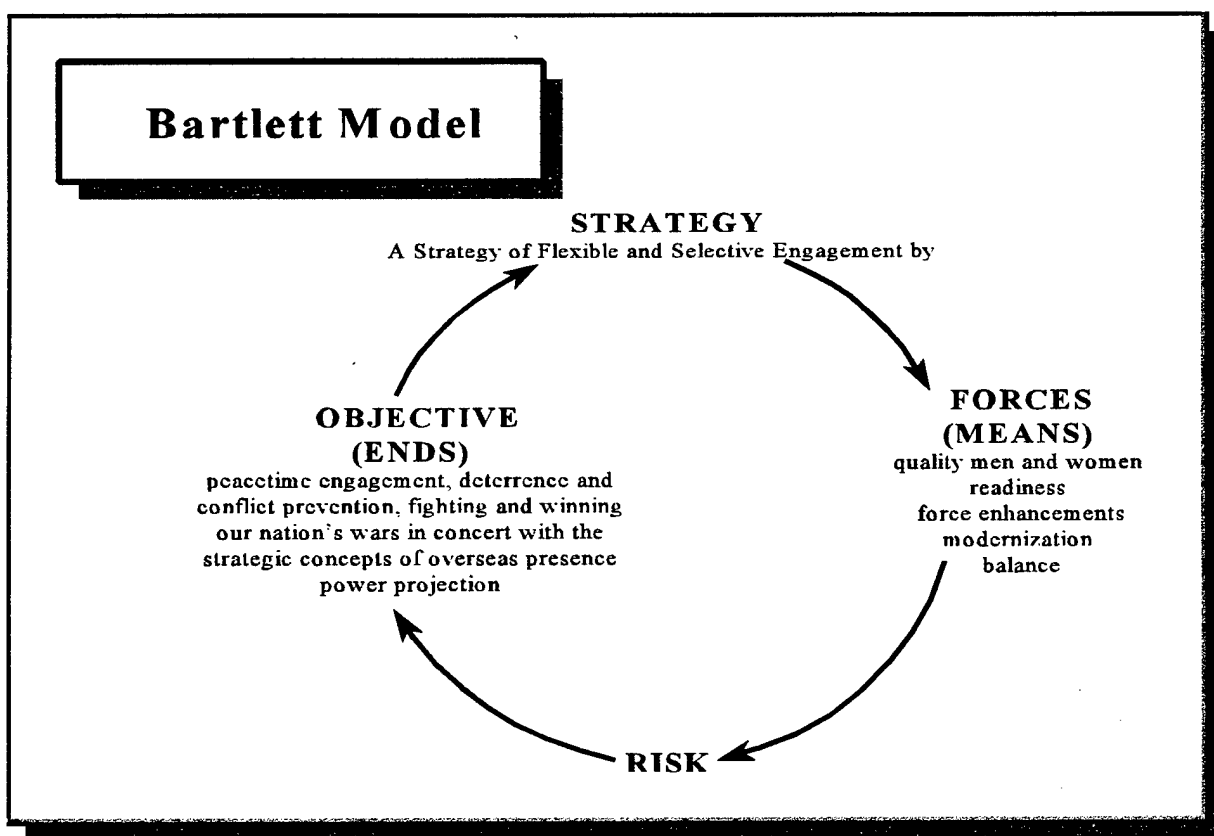 Bartlett Model
STRATEGY
A Strategy of Flexible and Selective Engagement by
FORCES
(MEANS)
quality men and women
readiness
force enhancements
modernization
balance
RISK
OBJECTIVE
(ENDS)
peacetime engagement, deterrence and
conflict prevention, fighting and winning
our nation's wars in concert with the
strategic concepts of overseas presence
power projection